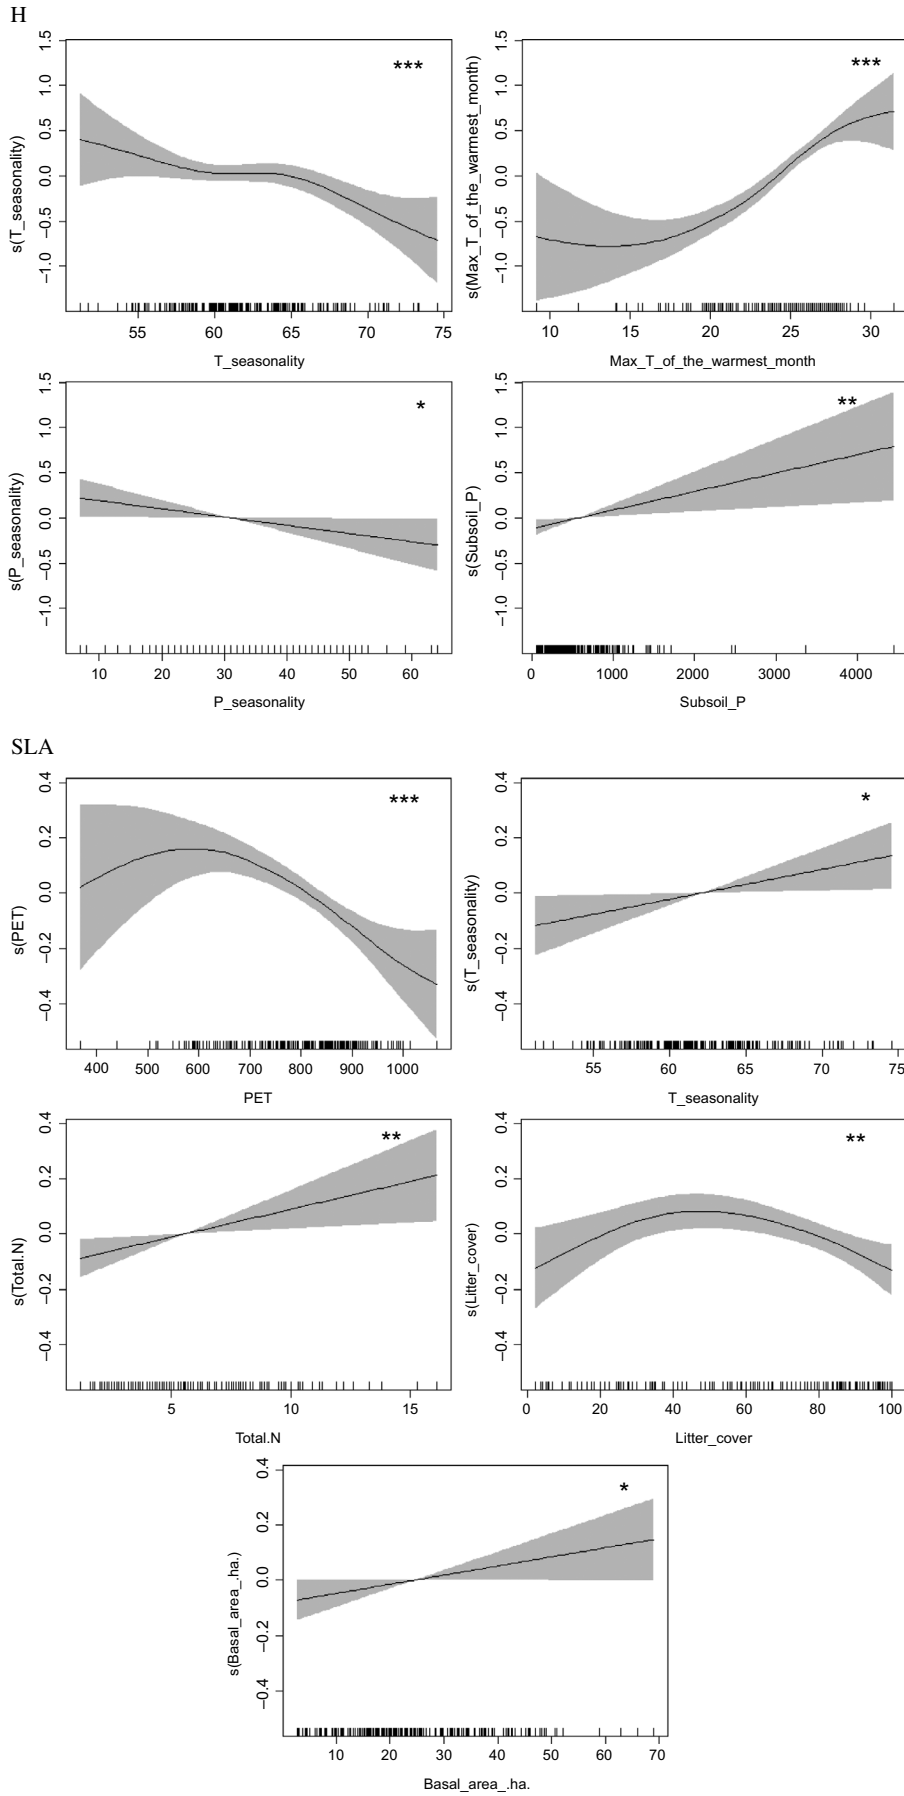 H
1.5
1.0
0.5
0.0
−0.5
−1.0
s(T_seasonality)
***
55 60 65 70 75
T_seasonality
1.5
1.0
0.5
0.0
−0.5
−1.0
s(Max_T_of_the_warmest_month)
***
10 15 20 25 30
Max_T_of_the_warmest_month
1.5
1.0
0.5
0.0
−0.5
−1.0
s(P_seasonality)
*
10 20 30 40 50 60
P_seasonality
1.5
1.0
0.5
0.0
−0.5
−1.0
s(Subsoil_P)
**
0 1000 2000 3000 4000
Subsoil_P
SLA
0.4
0.2
0.0
−0.2
−0.4
s(PET)
***
400 500 600 700 800 900 1000
PET
0.4
0.2
0.0
−0.2
−0.4
s(T_seasonality)
*
55 60 65 70 75
T_seasonality
0.4
0.2
0.0
−0.2
−0.4
s(Total.N)
**
5 10 15
Total.N
0.4
0.2
0.0
−0.2
−0.4
s(Litter_cover)
**
0 20 40 60 80 100
Litter_cover
0.4
0.2
0.0
−0.2
−0.4
s(Basal_area_.ha.)
*
10 20 30 40 50 60 70
Basal_area_.ha.